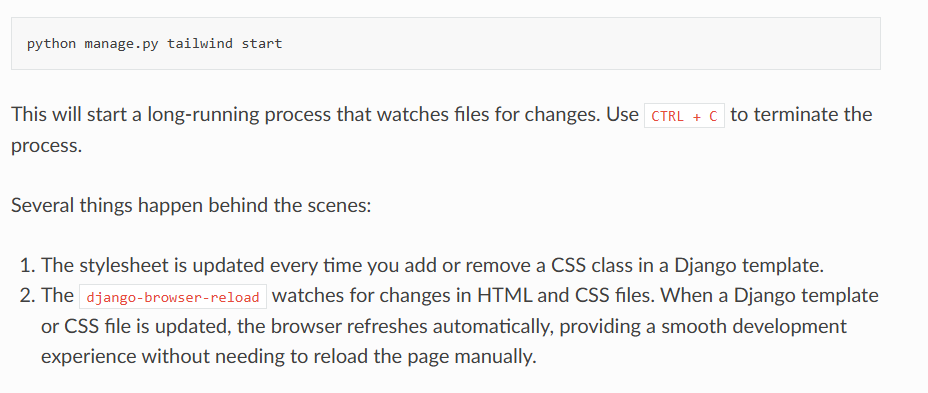 python manage.py tailwind start
This will start a long-running process that watches files for changes. Use CTRL + C to terminate the
process.
Several things happen behind the scenes:
1. The stylesheet is updated every time you add or remove a CSS class in a Django template.
2. The django-browser-reload watches for changes in HTML and CSS files. When a Django template
or CSS file is updated, the browser refreshes automatically, providing a smooth development
experience without needing to reload the page manually.